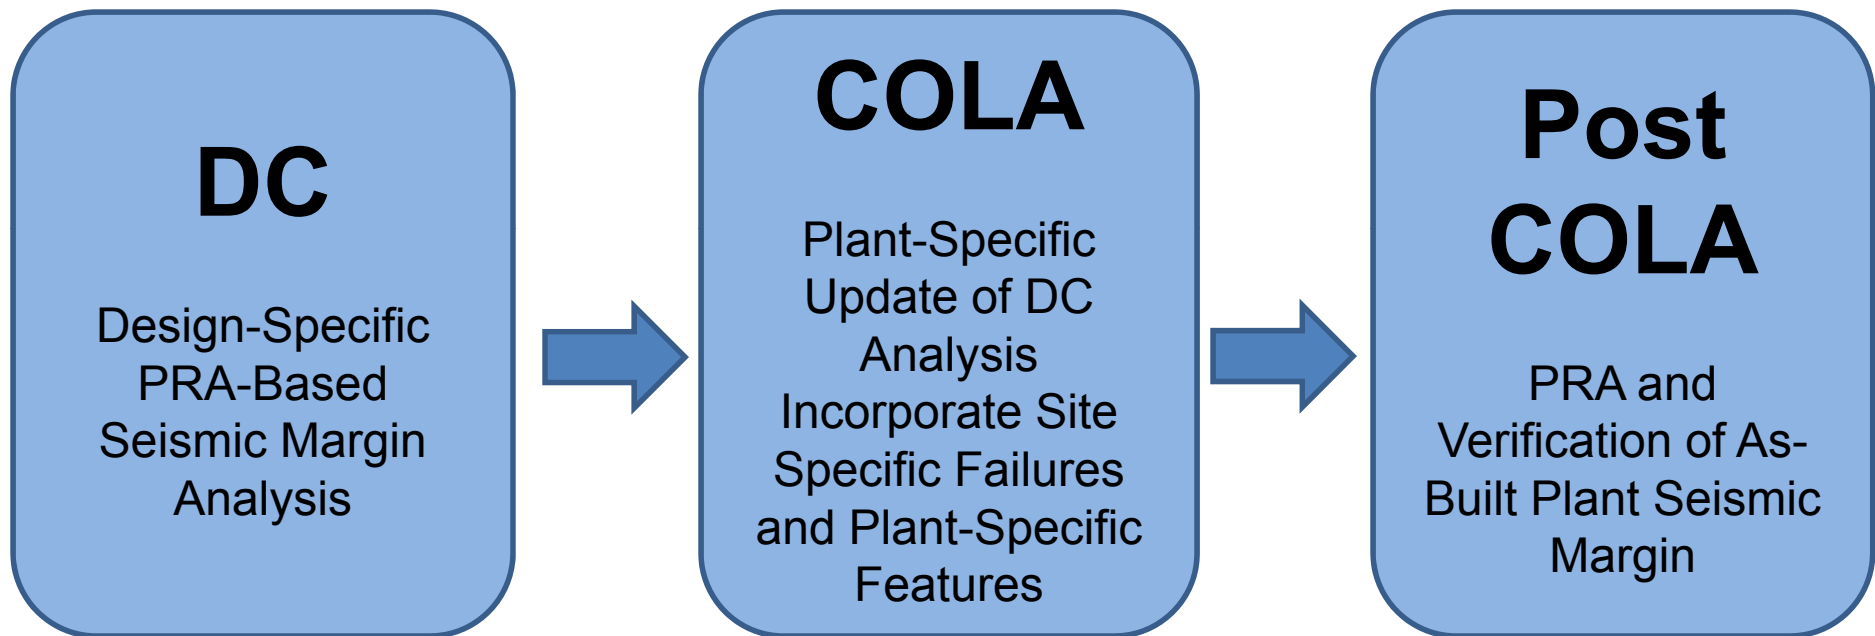 DC
Design-Specific
PRA-Based
Seismic Margin
Analysis
COLA
Plant-Specific
Update of DC
Analysis
Incorporate Site
Specific Failures
and Plant-Specific
Features
Post
COLA
PRA and
Verification of As-
Built Plant Seismic
Margin